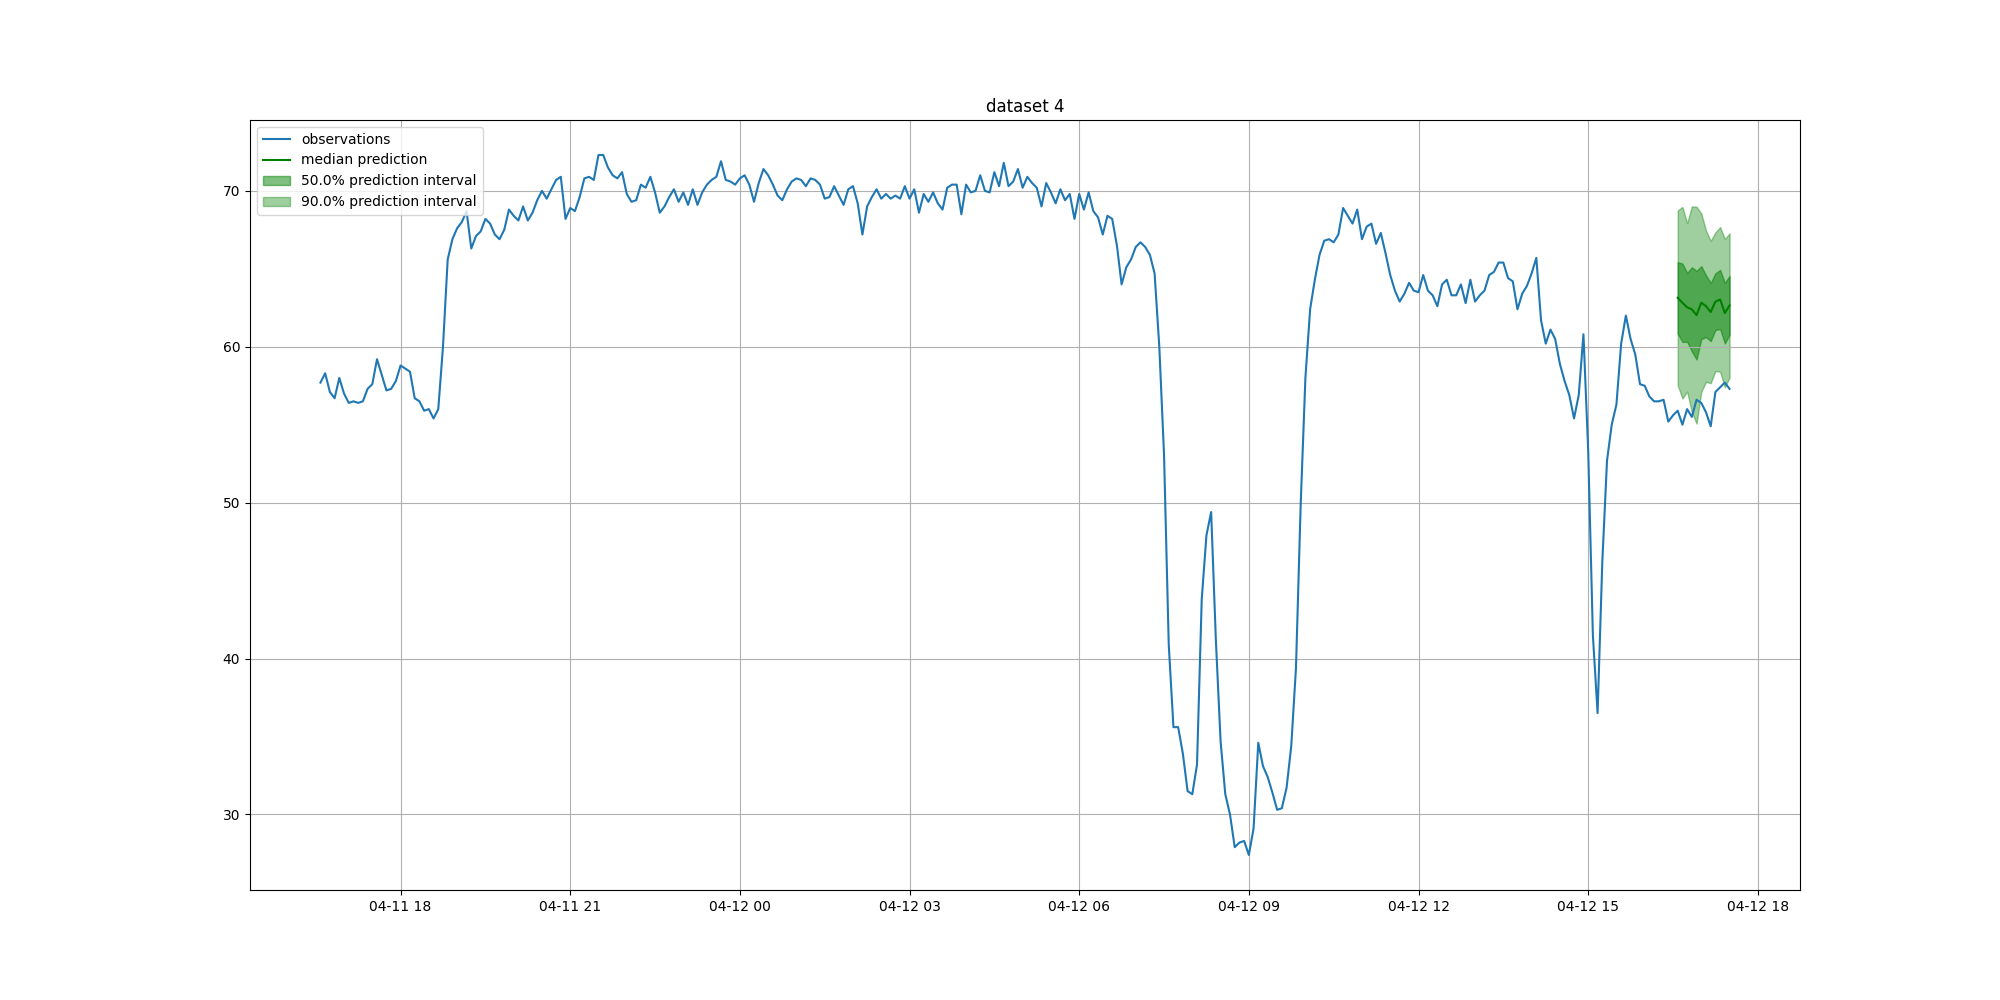 dataset 4
observations
median prediction
50.0% prediction interval
90.0% prediction interval
70
60
50
40
30
04-11 18
04-11 21
04-12 00
04-12 03
04-12 06
04-12 09
04-12 12
04-12 15
04-12 18